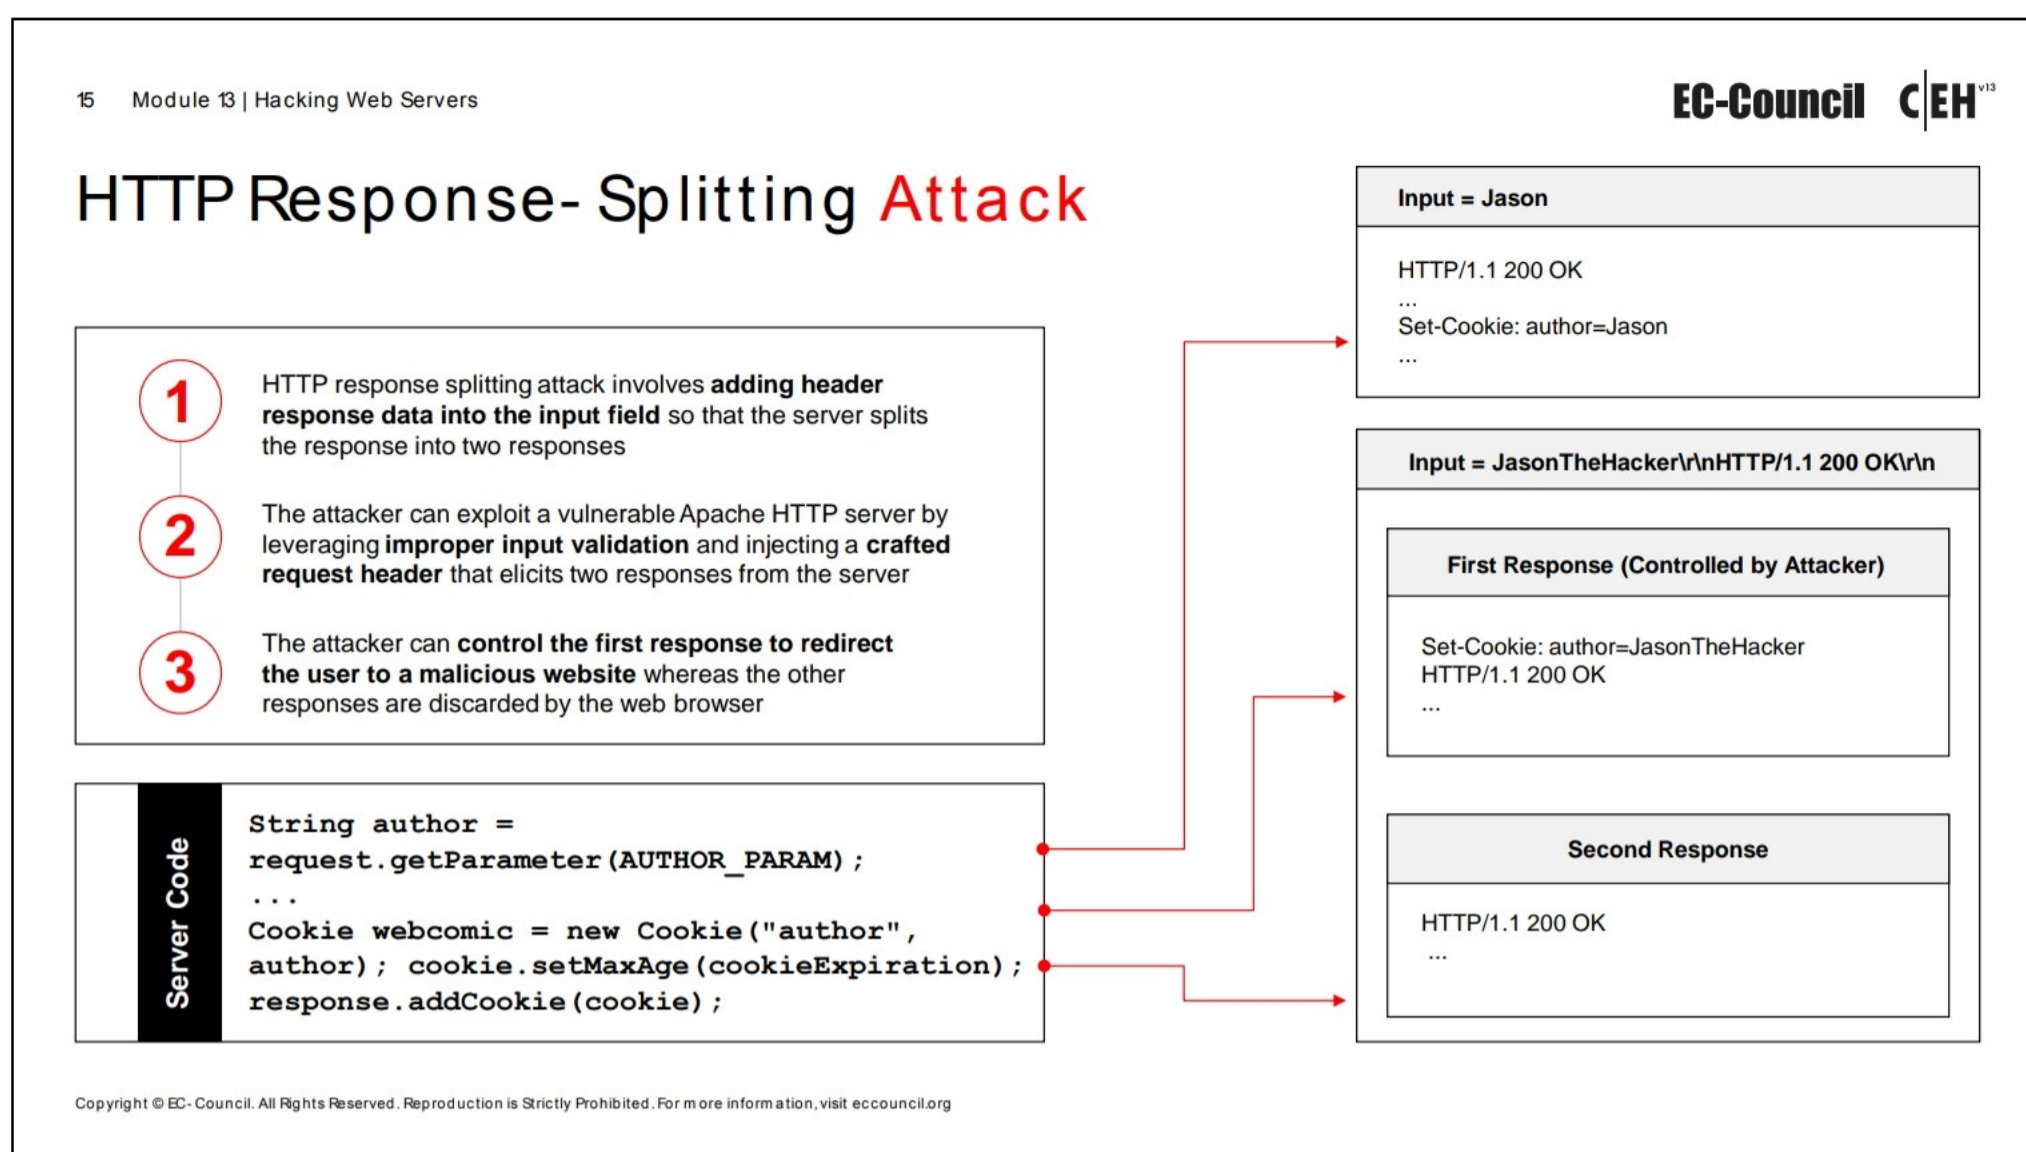 15 Module 13 | Hacking Web Servers
EC-Council C|EH v13
HTTP Response- Splitting Attack
1
HTTP response splitting attack involves adding header
response data into the input field so that the server splits
the response into two responses
2
The attacker can exploit a vulnerable Apache HTTP server by
leveraging improper input validation and injecting a crafted
request header that elicits two responses from the server
3
The attacker can control the first response to redirect
the user to a malicious website whereas the other
responses are discarded by the web browser
Server Code
String author =
request.getParameter(AUTHOR_PARAM);
...
Cookie webcomic = new Cookie("author",
author); cookie.setMaxAge(cookieExpiration);
response.addCookie(cookie);
Input = Jason
HTTP/1.1 200 OK
...
Set-Cookie: author=Jason
...
Input = JasonTheHacker\r\nHTTP/1.1 200 OK\r\n
First Response (Controlled by Attacker)
Set-Cookie: author=JasonTheHacker
HTTP/1.1 200 OK
...
Second Response
HTTP/1.1 200 OK
...
Copyright © EC- Council. All Rights Reserved. Reproduction is Strictly Prohibited. For more information, visit eccouncil.org